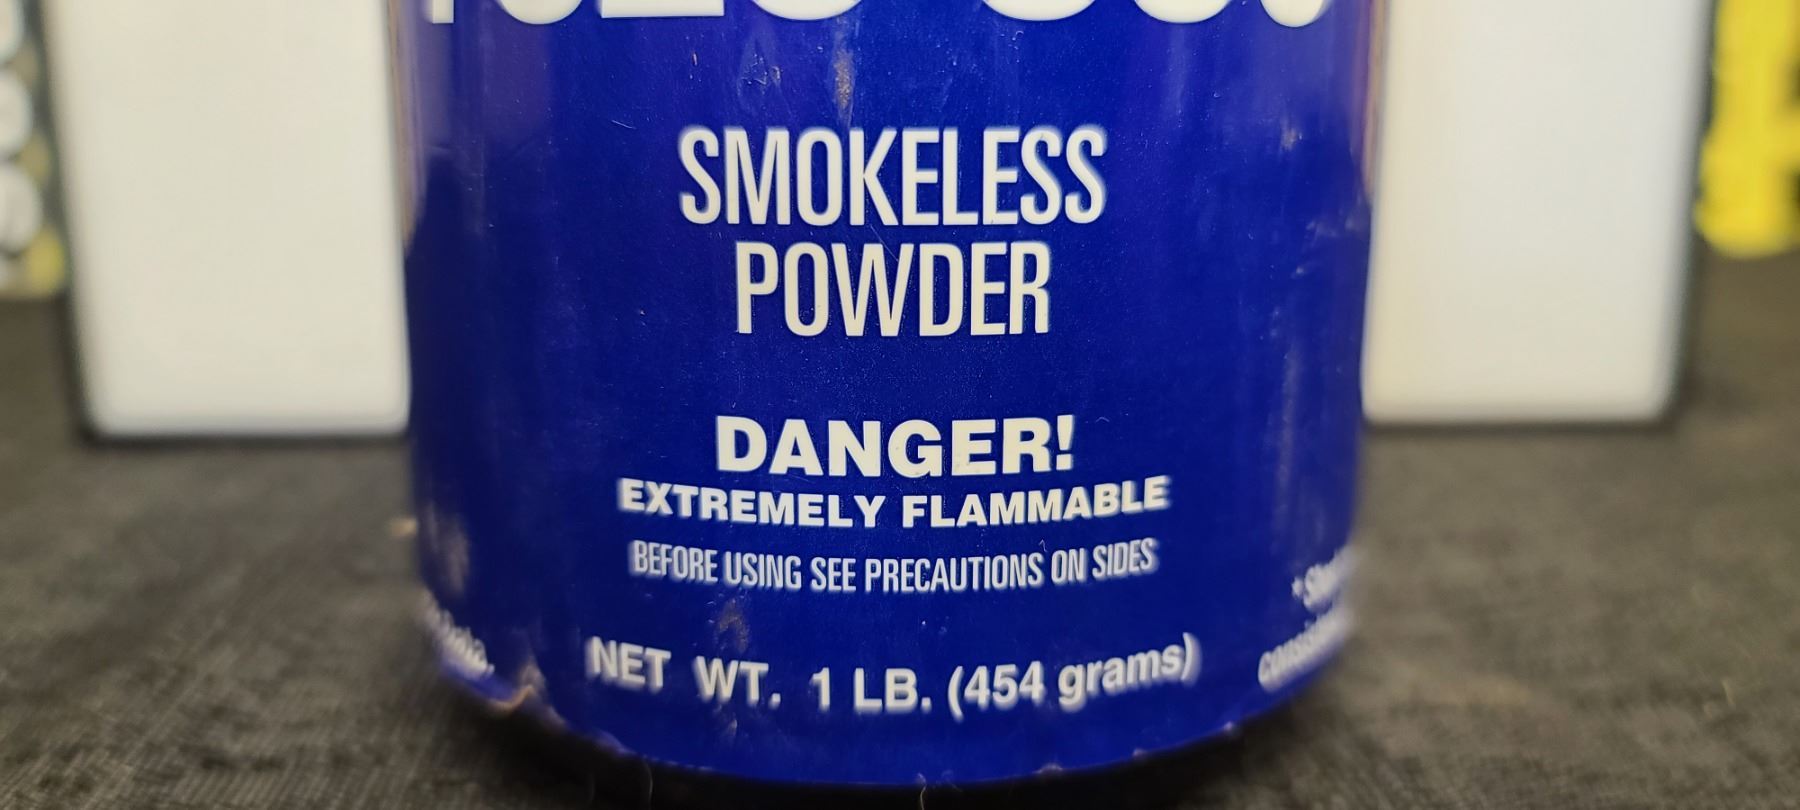 SMOKELESS
POWDER
DANGER!
EXTREMELY FLAMMABLE
BEFORE USING SEE PRECAUTIONS ON SIDES
NET WT. 1 LB. (454 grams)